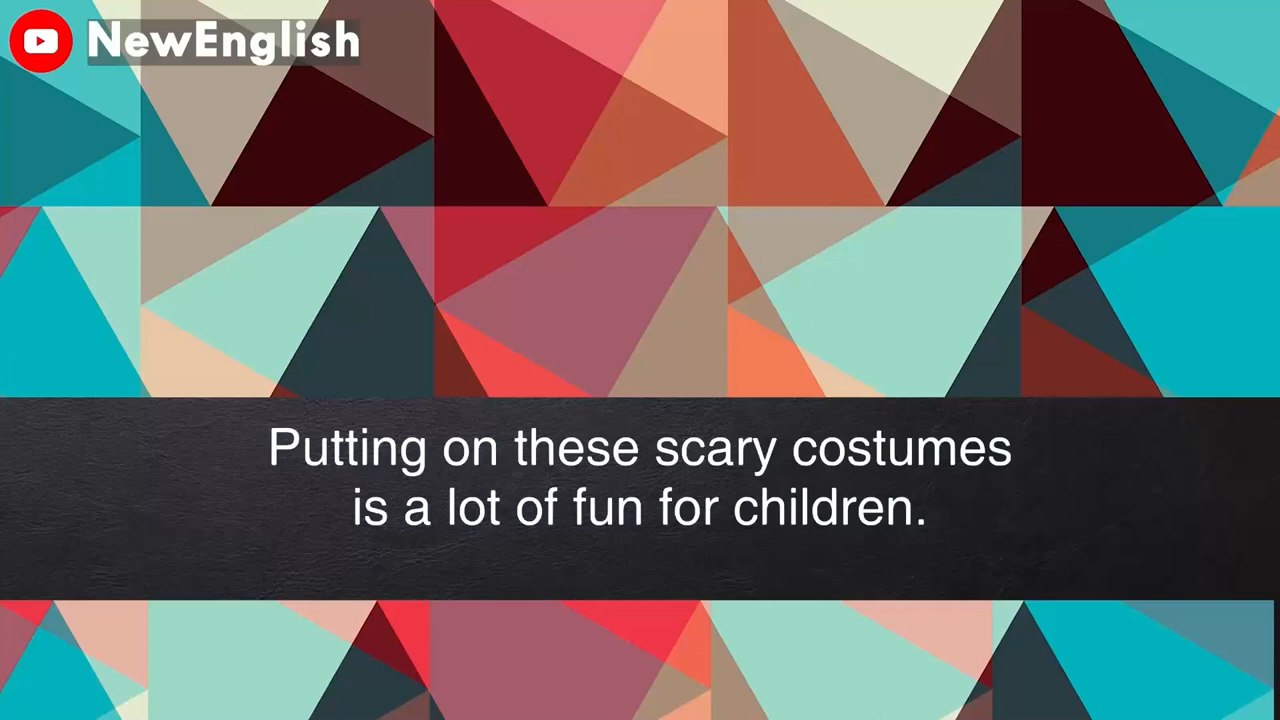 NewEnglish
Putting on these scary costumes
is a lot of fun for children.